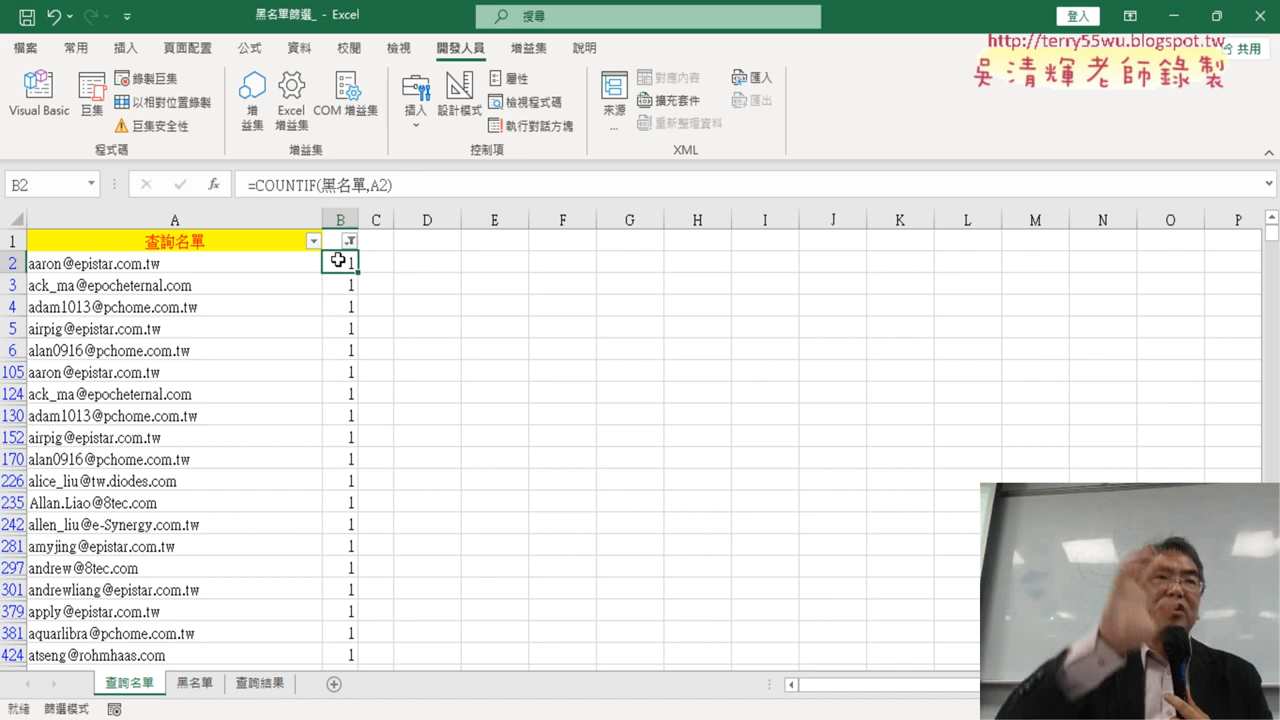 黑名單篩選_ - Excel
搜尋
登入
檔案 常用 插入 頁面配置 公式 資料 校閱 檢視 開發人員 增益集 說明
共用
http://terry55wu.blogspot.tw
吳清輝老師錄製
Visual Basic
巨集
錄製巨集
以相對位置錄製
巨集安全性
程式碼
增益集
Excel 增益集
COM 增益集
增益集
插入
設計模式
屬性
檢視程式碼
執行對話方塊
控制項
來源
...
對應內容
擴充套件
重新整理資料
匯入
匯出
XML
B2
fx
=COUNTIF(黑名單,A2)
A B C D E F G H I J K L M N O P
1 查詢名單
2 aaron@epistar.com.tw 1
3 ack_ma@epocheternal.com 1
4 adam1013@pchome.com.tw 1
5 airpig@epistar.com.tw 1
6 alan0916@pchome.com.tw 1
105 aaron@epistar.com.tw 1
124 ack_ma@epocheternal.com 1
130 adam1013@pchome.com.tw 1
152 airpig@epistar.com.tw 1
170 alan0916@pchome.com.tw 1
226 alice_liu@tw.diodes.com 1
235 Allan.Liao@8tec.com 1
242 allen_liu@e-Synergy.com.tw 1
281 amyjing@epistar.com.tw 1
297 andrew@8tec.com 1
301 andrewliang@epistar.com.tw 1
379 apply@epistar.com.tw 1
381 aquarlibra@pchome.com.tw 1
424 atseng@rohmhaas.com 1
查詢名單 黑名單 查詢結果
就緒 篩選模式